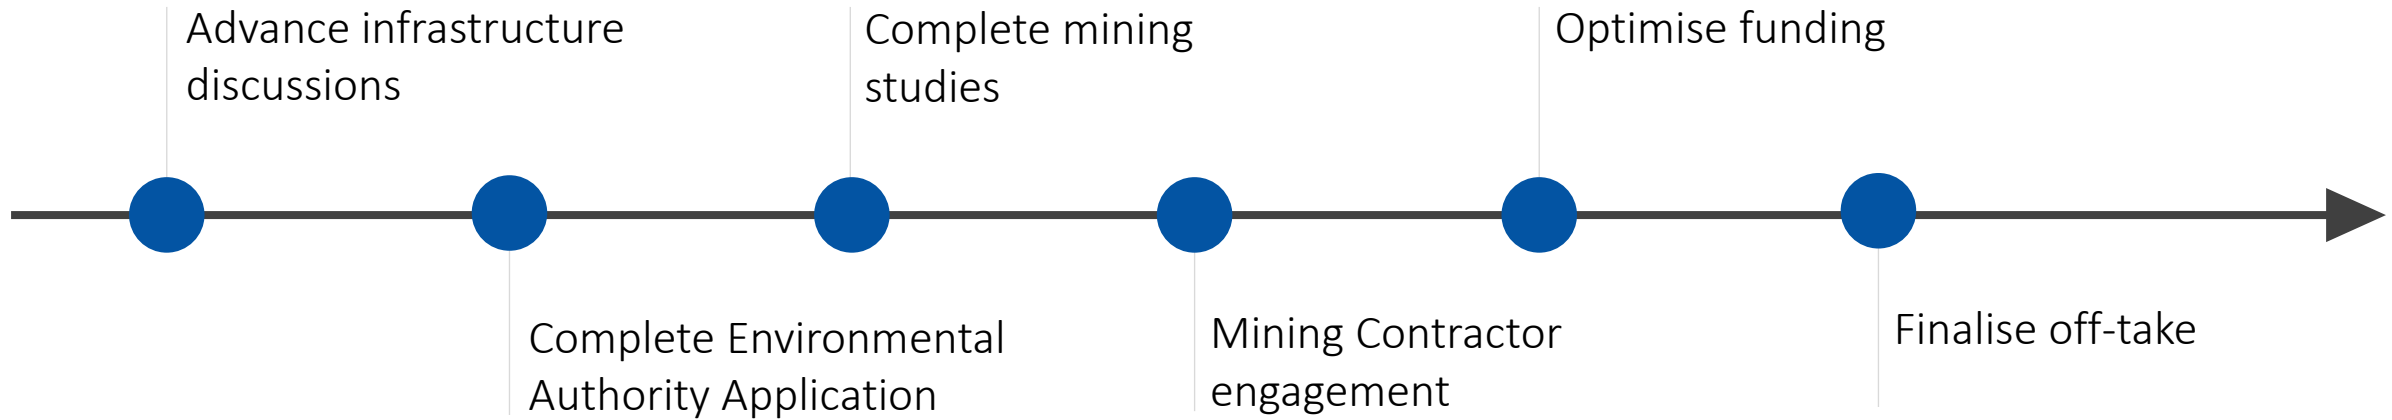 Advance infrastructure
discussions
Complete Environmental
Authority Application
Complete mining
studies
Mining Contractor
engagement
Optimise funding
Finalise off-take